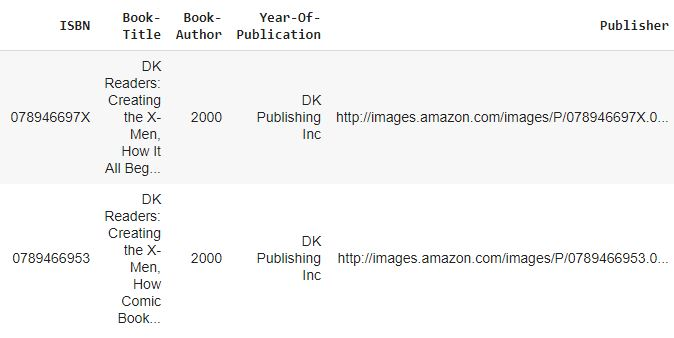 ISBN Book-Title Book-Author Year-Of-Publication Publisher
078946697X DK Readers: Creating the X-Men, How It All Beg... 2000 DK Publishing Inc http://images.amazon.com/images/P/078946697X.0...
0789466953 DK Readers: Creating the X-Men, How Comic Book... 2000 DK Publishing Inc http://images.amazon.com/images/P/0789466953.0...